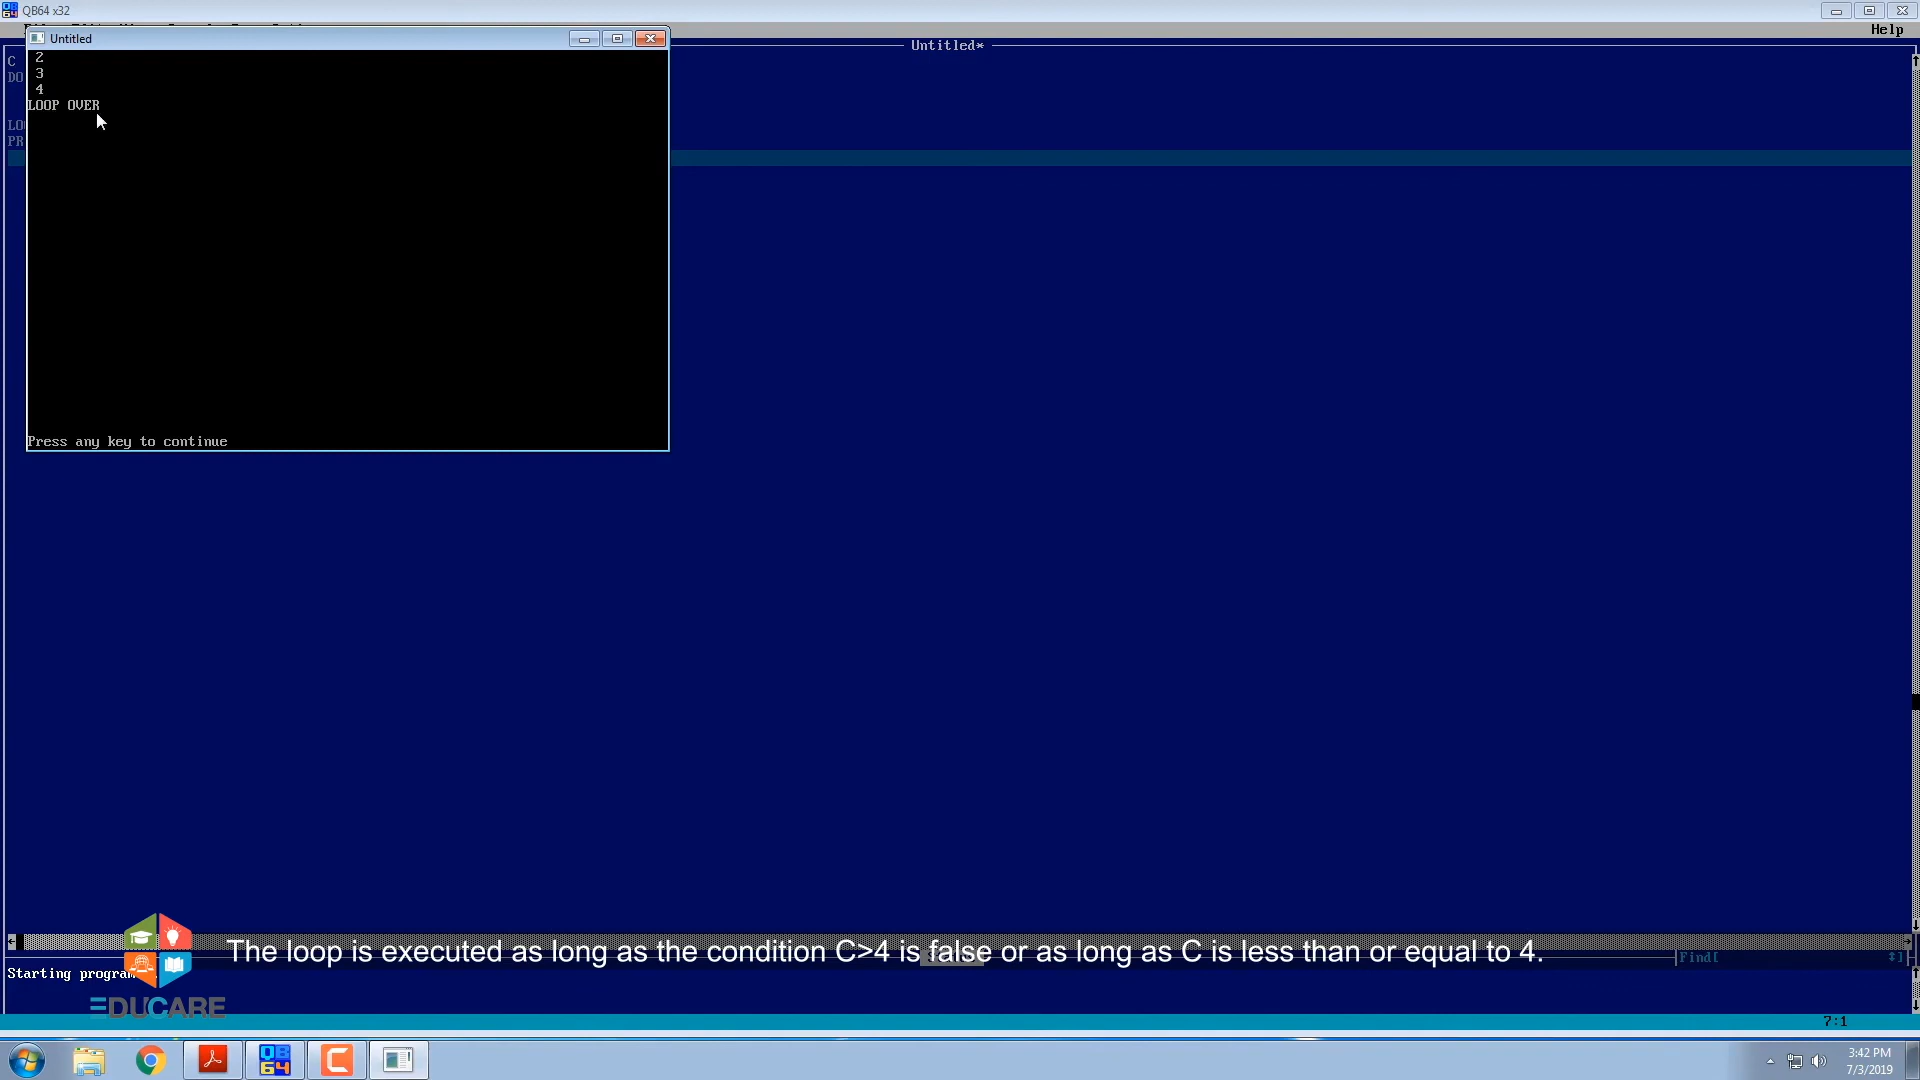 QB64 x32
Help
Untitled
Untitled*
C
DO
LO
PR
2
3
4
LOOP OVER
Press any key to continue
The loop is executed as long as the condition C>4 is false or as long as C is less than or equal to 4.
Find[
Starting program
EDUCARE
7:1
QB64
3:42 PM
7/3/2019